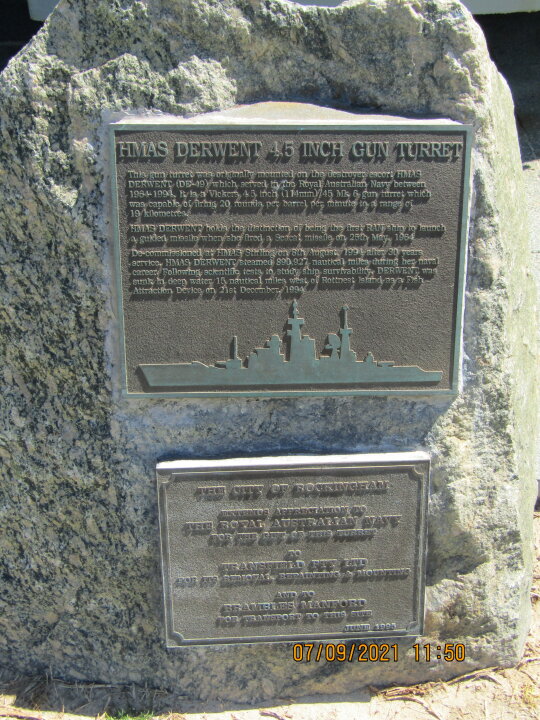 HMAS DERWENT 4.5 INCH GUN TURRET
This gun turret was originally mounted on the destroyer escort HMAS
DERWENT (DE-49) which served in the Royal Australian Navy between
1964-1994. It is a Vickers 4.5 inch (114mm)/45 Mk 6 gun turret which
was capable of firing 20 rounds per barrel per minute to a range of
19 kilometres.
HMAS DERWENT holds the distinction of being the first RAN ship to launch
a guided missile when she fired a Seacat missile on 25th May, 1964.
De-commissioned at HMAS Stirling on 8th August, 1994 after 30 years
service, HMAS DERWENT steamed 890,927 nautical miles during her naval
career. Following scientific tests to study ship survivability, DERWENT was
sunk in deep water 15 nautical miles west of Rottnest Island as a Fish
Attraction Device on 21st December, 1994.
THE CITY OF ROCKINGHAM
EXTENDS APPRECIATION TO
THE ROYAL AUSTRALIAN NAVY
FOR THE GIFT OF THIS TURRET
TO
TRANSFIELD PTY LTD
FOR ITS REMOVAL, REPAINTING & MOUNTING
AND TO
BRAMBLES MANFORD
FOR TRANSPORT TO THIS SITE
1995
07/09/2021 11:50